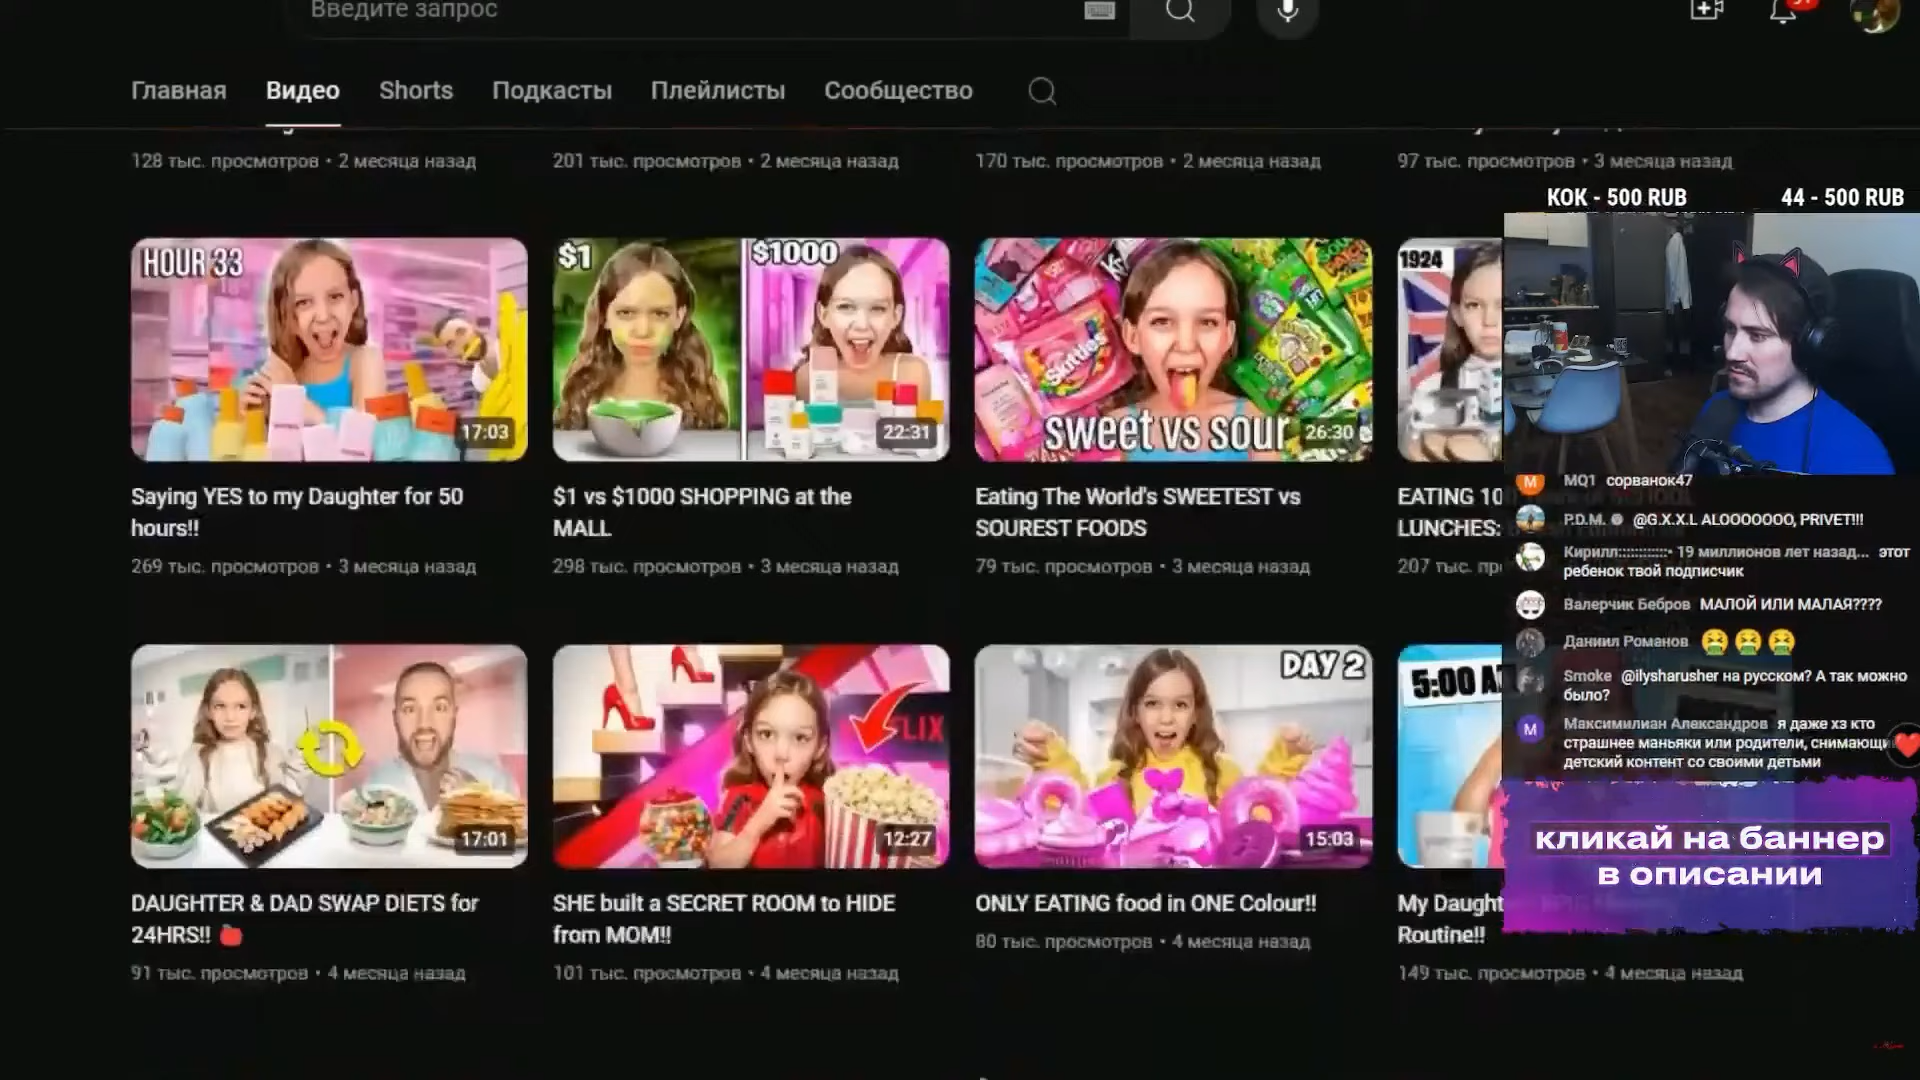 Введите запрос
Главная Видео Shorts Подкасты Плейлисты Сообщество
128 тыс. просмотров • 2 месяца назад
201 тыс. просмотров • 2 месяца назад
170 тыс. просмотров • 2 месяца назад
97 тыс. просмотров • 3 месяца назад
KOK - 500 RUB 44 - 500 RUB
HOUR 33
17:03
$1
$1000
22:31
Skittles
sweet vs sour
26:30
1924
Saying YES to my Daughter for 50
hours!!
269 тыс. просмотров • 3 месяца назад
$1 vs $1000 SHOPPING at the
MALL
298 тыс. просмотров • 3 месяца назад
Eating The World's SWEETEST vs
SOUREST FOODS
79 тыс. просмотров • 3 месяца назад
EATING 10
LUNCHES:
207 тыс. пр
MQ1 сорванок47
P.D.M. @G.X.X.L ALOOOOOOO, PRIVET!!!
Кирилл::::::::::::• 19 миллионов лет назад... этот
ребенок твой подписчик
Валерчик Бебров МАЛОЙ ИЛИ МАЛАЯ????
Даниил Романов 🤮🤮🤮
Smoke @ilysharusher на русском? А так можно
было?
Максимилиан Александров я даже хз кто
страшнее маньяки или родители, снимающи
детский контент со своими детьми
кликай на баннер
в описании
17:01
LIX
12:27
DAY 2
15:03
5:00 A
DAUGHTER & DAD SWAP DIETS for
24HRS!! 🍎
91 тыс. просмотров • 4 месяца назад
SHE built a SECRET ROOM to HIDE
from MOM!!
101 тыс. просмотров • 4 месяца назад
ONLY EATING food in ONE Colour!!
80 тыс. просмотров • 4 месяца назад
My Daught
Routine!!
149 тыс. просмотров • 4 месяца назад